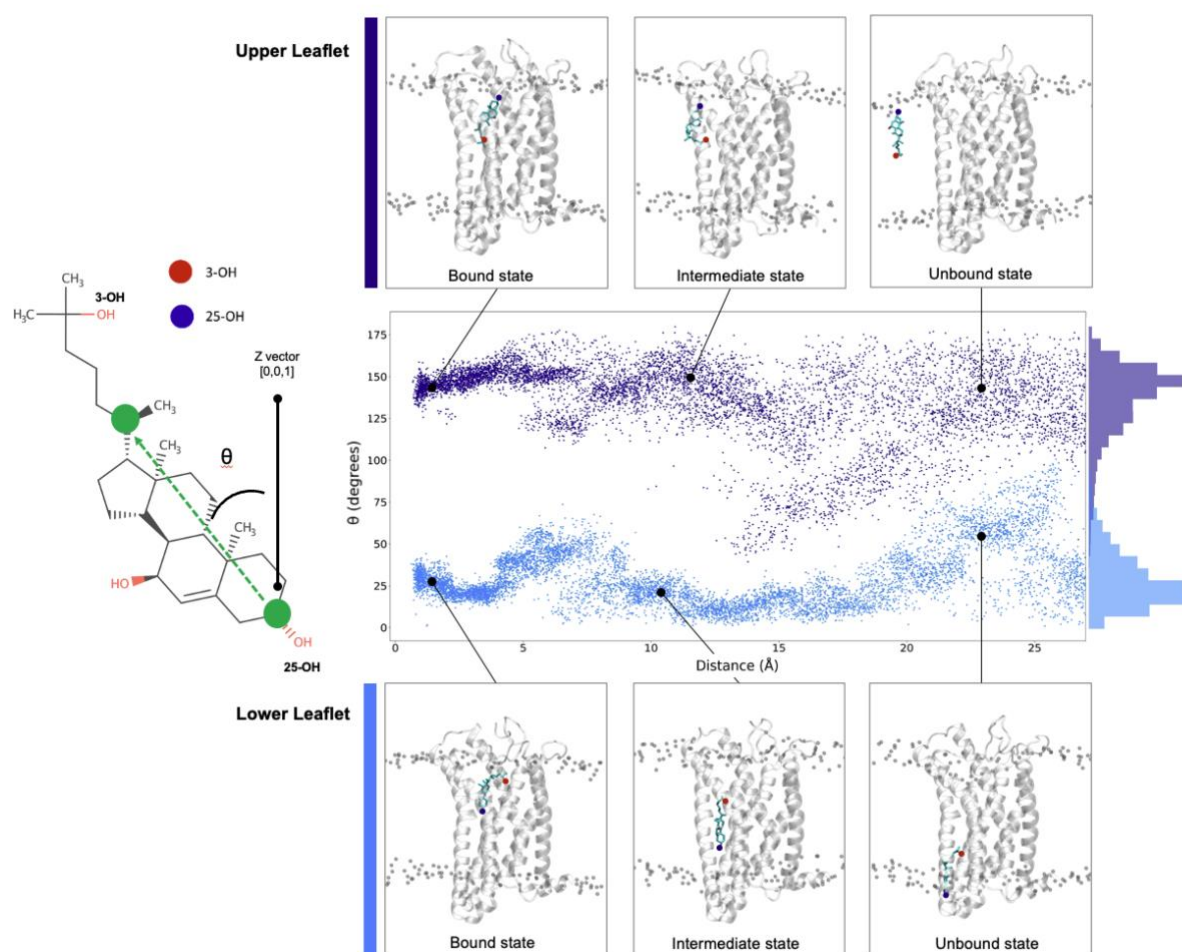 Upper Leaflet
Bound state
Intermediate state
Unbound state
3-OH
25-OH
CH3
H3C
OH
3-OH
Z vector
[0,0,1]
CH3
CH3
θ
CH3
HO
OH
25-OH
θ (degrees)
175
150
125
100
75
50
25
0
0
5
10
15
20
25
Distance (Å)
Lower Leaflet
Bound state
Intermediate state
Unbound state